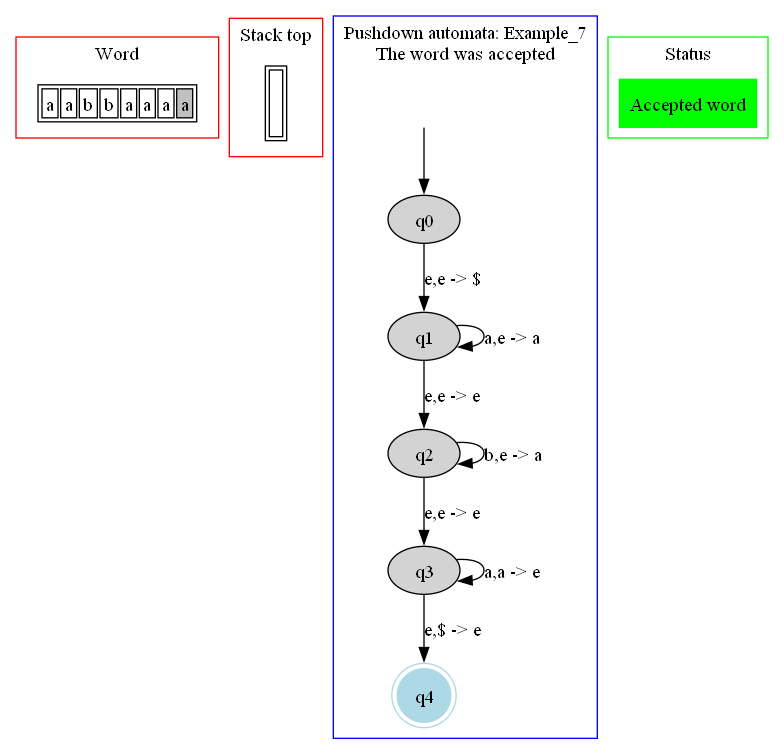 Word
a a b b a a a a
Stack top
Pushdown automata: Example_7
The word was accepted
q0
e,e -> $
q1
a,e -> a
e,e -> e
q2
b,e -> a
e,e -> e
q3
a,a -> e
e,$ -> e
q4
Status
Accepted word